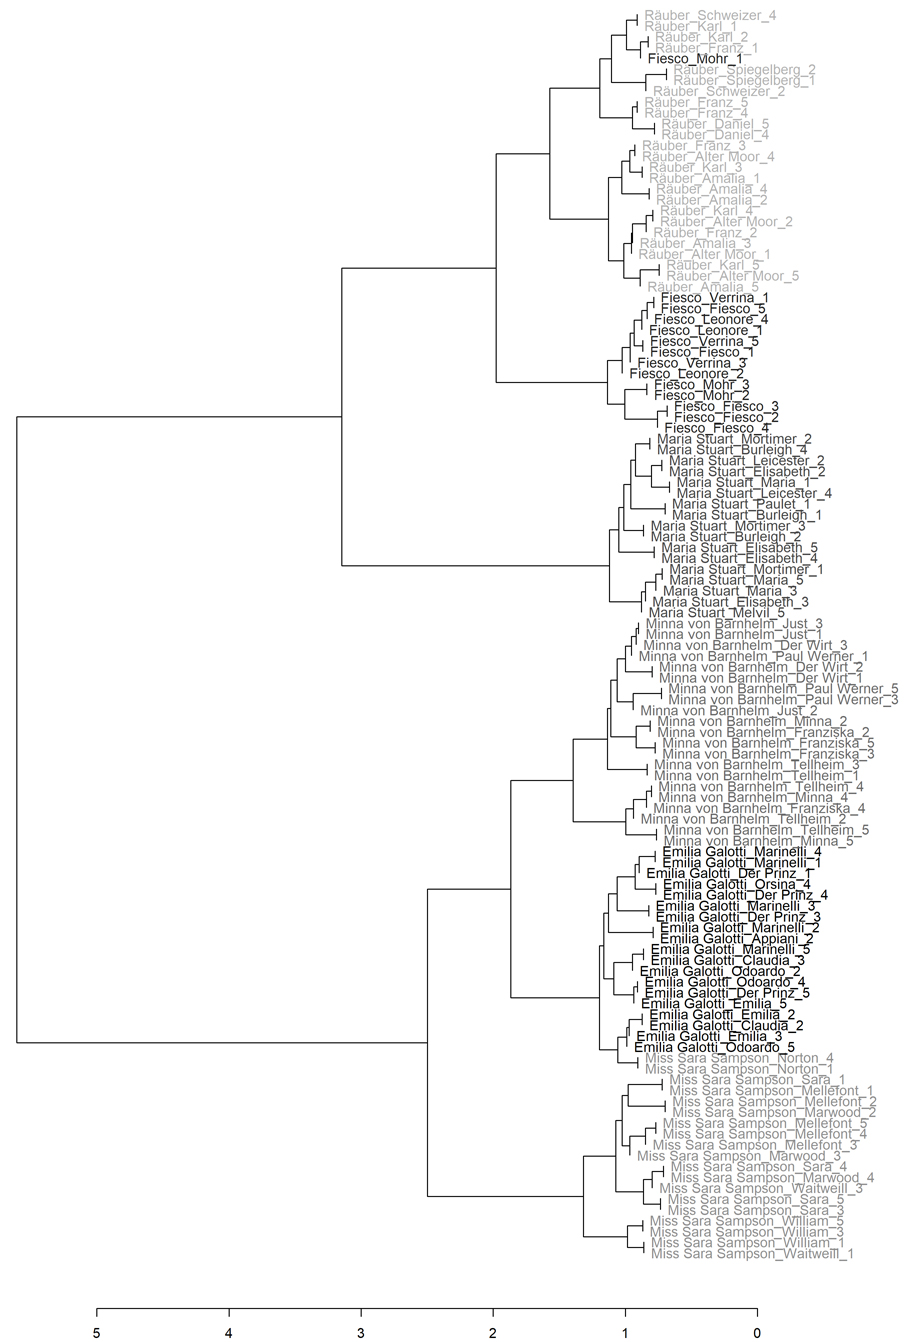 Räuber_Schweizer_4
Räuber_Karl_1
Räuber_Karl_2
Räuber_Franz_1
Fiesco_Mohr_1
Räuber_Spiegelberg_2
Räuber_Spiegelberg_1
Räuber_Schweizer_2
Räuber_Franz_5
Räuber_Franz_4
Räuber_Daniel_5
Räuber_Daniel_4
Räuber_Franz_3
Räuber_Alter Moor_4
Räuber_Karl_3
Räuber_Amalia_1
Räuber_Amalia_4
Räuber_Amalia_2
Räuber_Karl_4
Räuber_Alter Moor_2
Räuber_Franz_2
Räuber_Amalia_3
Räuber_Alter Moor_1
Räuber_Karl_5
Räuber_Alter Moor_5
Räuber_Amalia_5
Fiesco_Verrina_1
Fiesco_Fiesco_5
Fiesco_Leonore_4
Fiesco_Leonore_1
Fiesco_Verrina_5
Fiesco_Fiesco_1
Fiesco_Verrina_3
Fiesco_Leonore_2
Fiesco_Mohr_3
Fiesco_Mohr_2
Fiesco_Fiesco_3
Fiesco_Fiesco_2
Fiesco_Fiesco_4
Maria Stuart_Mortimer_2
Maria Stuart_Burleigh_4
Maria Stuart_Leicester_2
Maria Stuart_Elisabeth_2
Maria Stuart_Maria_1
Maria Stuart_Leicester_4
Maria Stuart_Paulet_1
Maria Stuart_Burleigh_1
Maria Stuart_Mortimer_3
Maria Stuart_Burleigh_2
Maria Stuart_Elisabeth_5
Maria Stuart_Elisabeth_4
Maria Stuart_Mortimer_1
Maria Stuart_Maria_5
Maria Stuart_Maria_3
Maria Stuart_Elisabeth_3
Maria Stuart_Melvil_5
Minna von Barnhelm_Just_3
Minna von Barnhelm_Just_1
Minna von Barnhelm_Der Wirt_3
Minna von Barnhelm_Paul Werner_1
Minna von Barnhelm_Der Wirt_2
Minna von Barnhelm_Der Wirt_1
Minna von Barnhelm_Paul Werner_5
Minna von Barnhelm_Paul Werner_3
Minna von Barnhelm_Just_2
Minna von Barnhelm_Minna_2
Minna von Barnhelm_Franziska_2
Minna von Barnhelm_Franziska_5
Minna von Barnhelm_Franziska_3
Minna von Barnhelm_Tellheim_3
Minna von Barnhelm_Tellheim_1
Minna von Barnhelm_Tellheim_4
Minna von Barnhelm_Minna_4
Minna von Barnhelm_Franziska_4
Minna von Barnhelm_Tellheim_2
Minna von Barnhelm_Tellheim_5
Minna von Barnhelm_Minna_5
Emilia Galotti_Marinelli_4
Emilia Galotti_Marinelli_1
Emilia Galotti_Der Prinz_1
Emilia Galotti_Orsina_4
Emilia Galotti_Der Prinz_4
Emilia Galotti_Marinelli_3
Emilia Galotti_Der Prinz_3
Emilia Galotti_Marinelli_2
Emilia Galotti_Appiani_2
Emilia Galotti_Marinelli_5
Emilia Galotti_Claudia_3
Emilia Galotti_Odoardo_2
Emilia Galotti_Odoardo_4
Emilia Galotti_Der Prinz_5
Emilia Galotti_Emilia_5
Emilia Galotti_Emilia_2
Emilia Galotti_Claudia_2
Emilia Galotti_Emilia_3
Emilia Galotti_Odoardo_5
Miss Sara Sampson_Norton_4
Miss Sara Sampson_Norton_1
Miss Sara Sampson_Sara_1
Miss Sara Sampson_Mellefont_1
Miss Sara Sampson_Mellefont_2
Miss Sara Sampson_Marwood_2
Miss Sara Sampson_Mellefont_5
Miss Sara Sampson_Mellefont_4
Miss Sara Sampson_Mellefont_3
Miss Sara Sampson_Marwood_3
Miss Sara Sampson_Sara_4
Miss Sara Sampson_Marwood_4
Miss Sara Sampson_Waitwell_3
Miss Sara Sampson_Sara_5
Miss Sara Sampson_Sara_3
Miss Sara Sampson_William_5
Miss Sara Sampson_William_3
Miss Sara Sampson_William_1
Miss Sara Sampson_Waitwell_1
5 4 3 2 1 0